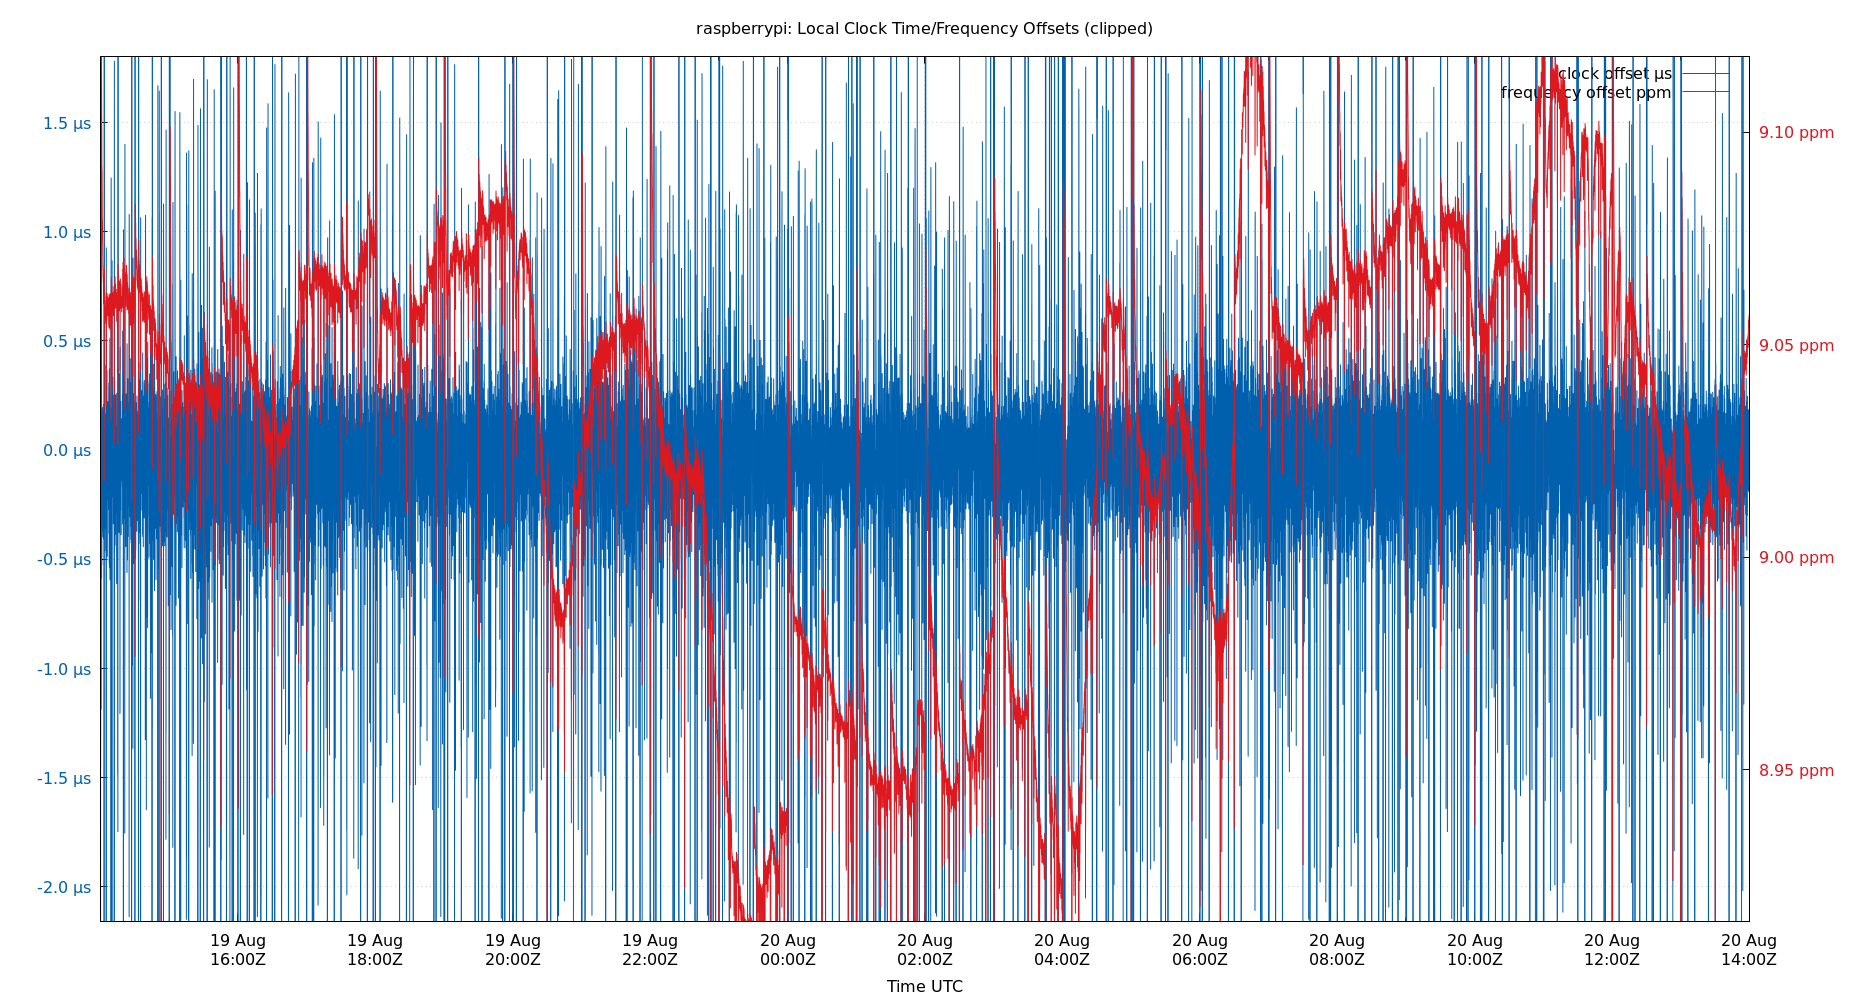 raspberrypi: Local Clock Time/Frequency Offsets (clipped)
clock offset μs
frequency offset ppm
1.5 μs
1.0 μs
0.5 μs
0.0 μs
-0.5 μs
-1.0 μs
-1.5 μs
-2.0 μs
9.10 ppm
9.05 ppm
9.00 ppm
8.95 ppm
19 Aug 19 Aug 19 Aug 19 Aug 20 Aug 20 Aug 20 Aug 20 Aug 20 Aug 20 Aug 20 Aug 20 Aug
16:00Z 18:00Z 20:00Z 22:00Z 00:00Z 02:00Z 04:00Z 06:00Z 08:00Z 10:00Z 12:00Z 14:00Z
Time UTC